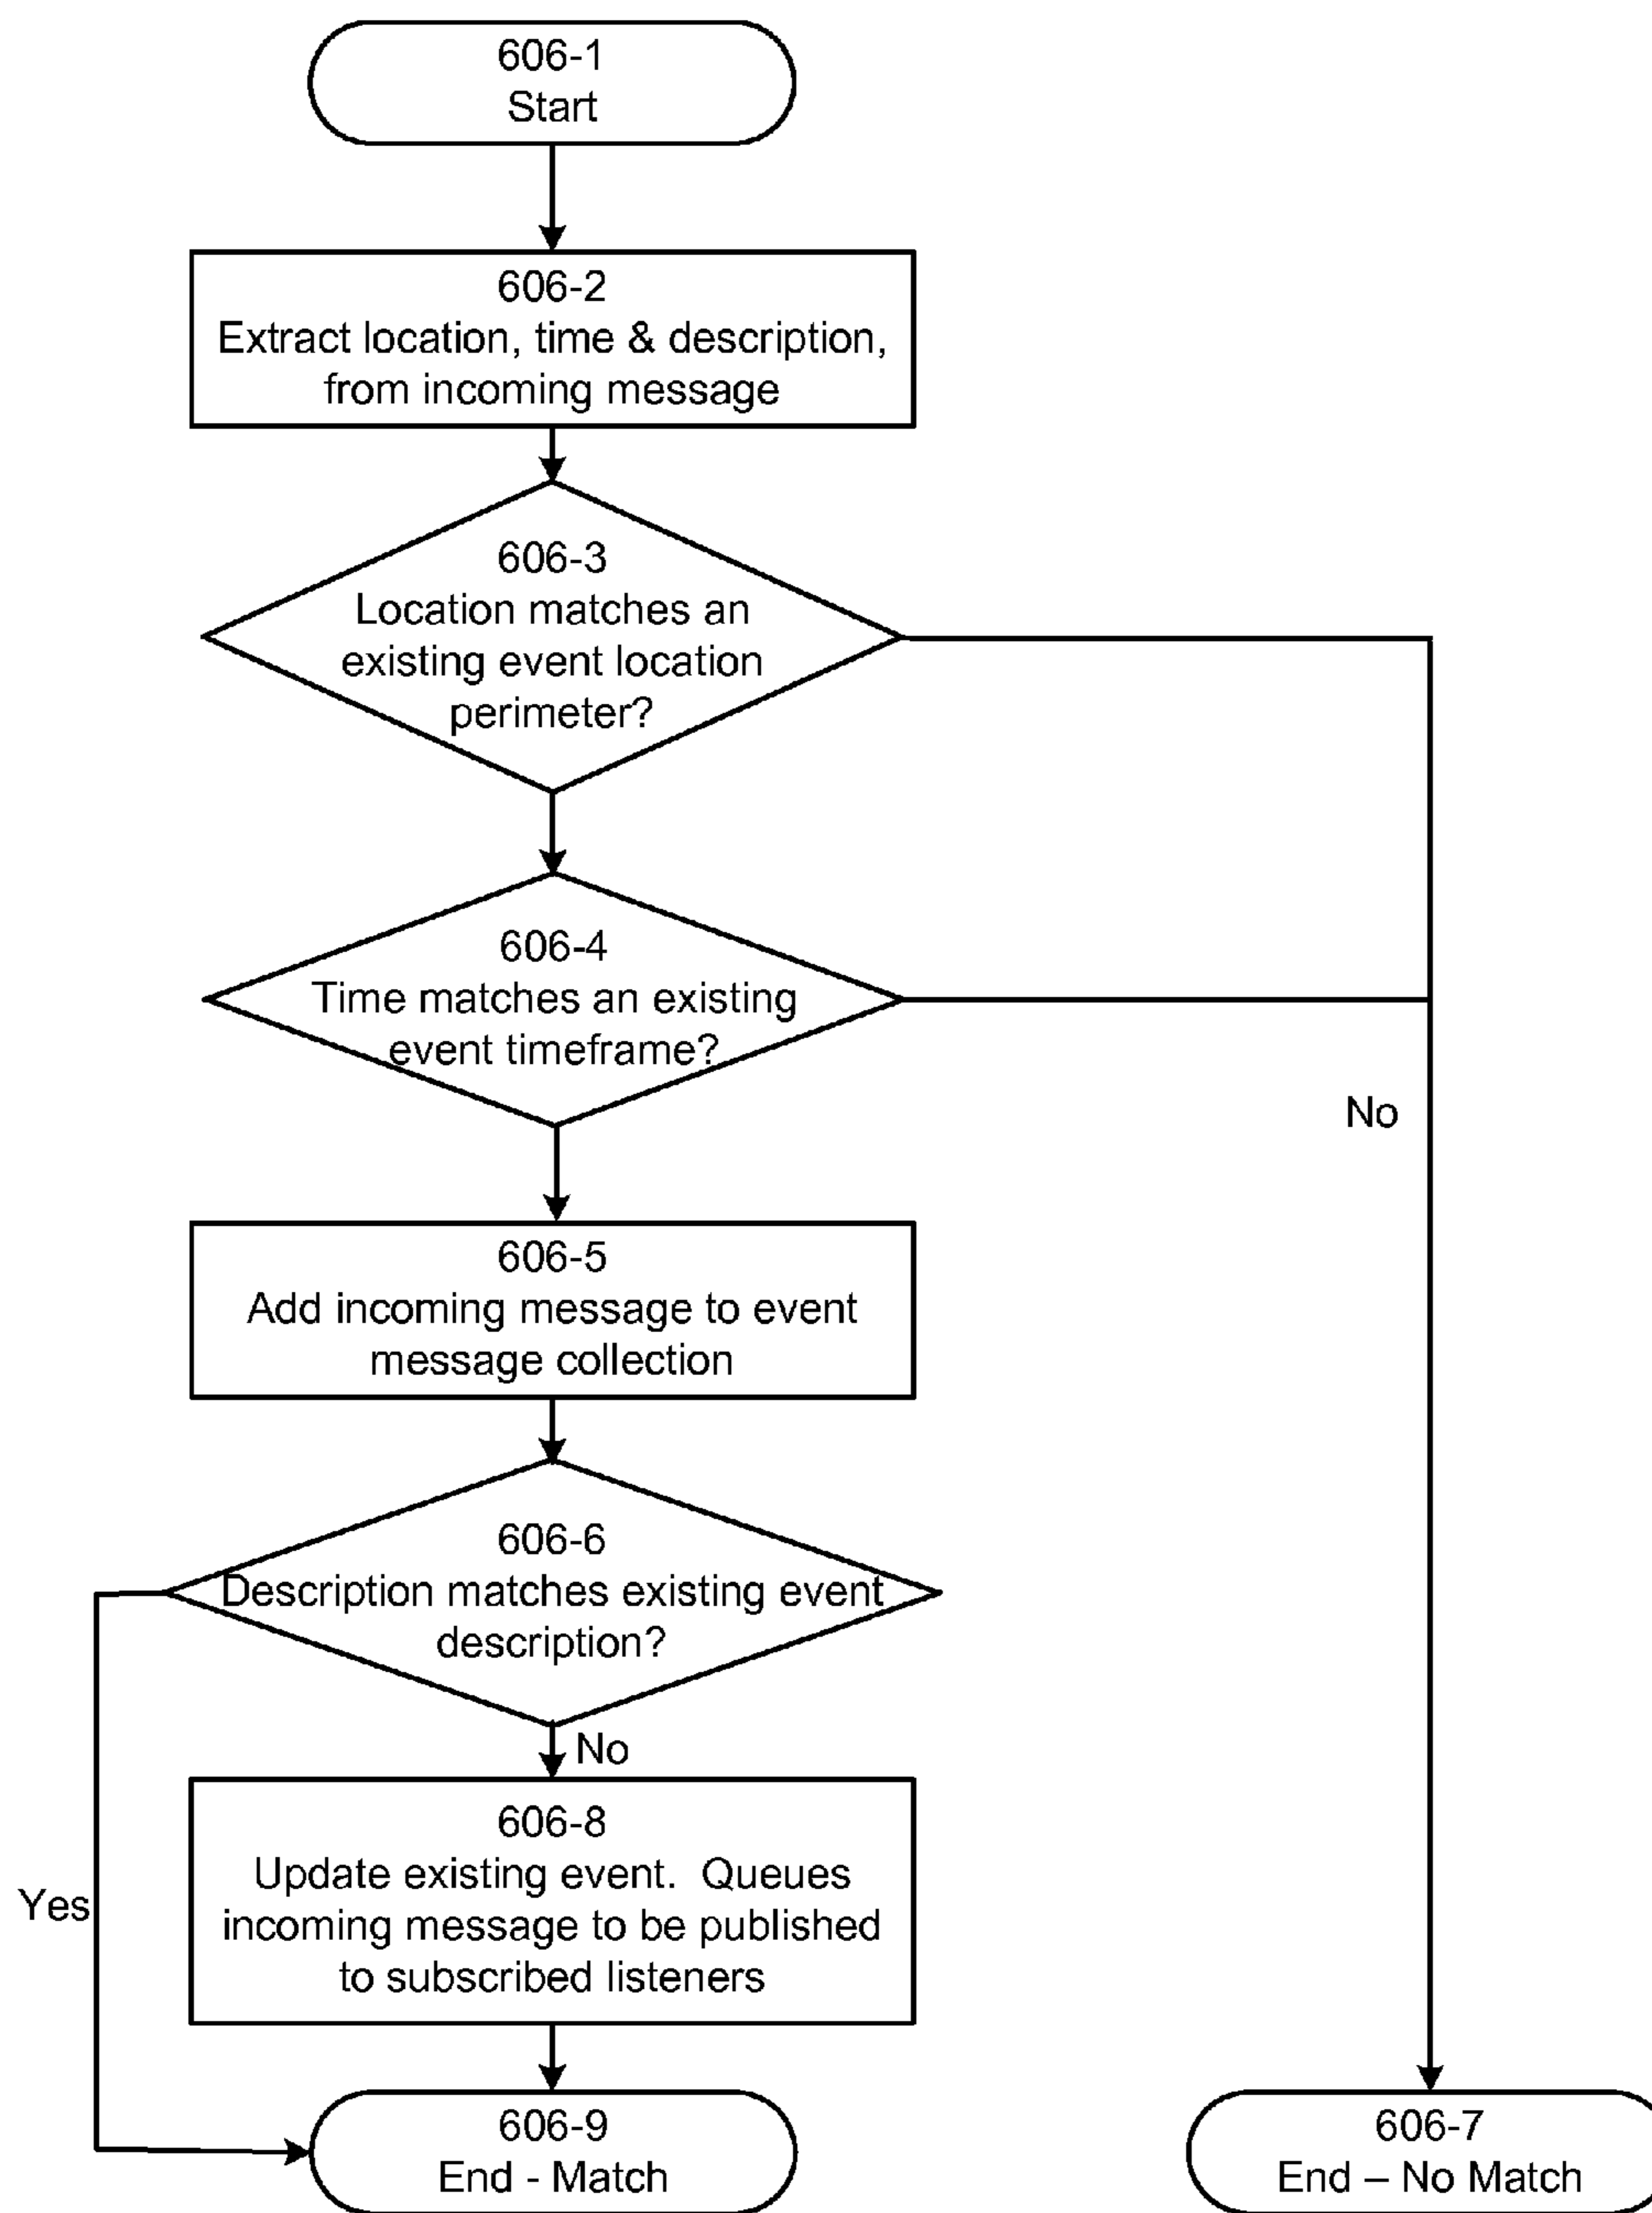 606-1
Start
606-2
Extract location, time & description,
from incoming message
606-3
Location matches an
existing event location
perimeter?
606-4
Time matches an existing
event timeframe?
No
606-5
Add incoming message to event
message collection
606-6
Description matches existing event
description?
No
606-8
Update existing event.  Queues
incoming message to be published
to subscribed listeners
Yes
606-9
End - Match
606-7
End – No Match